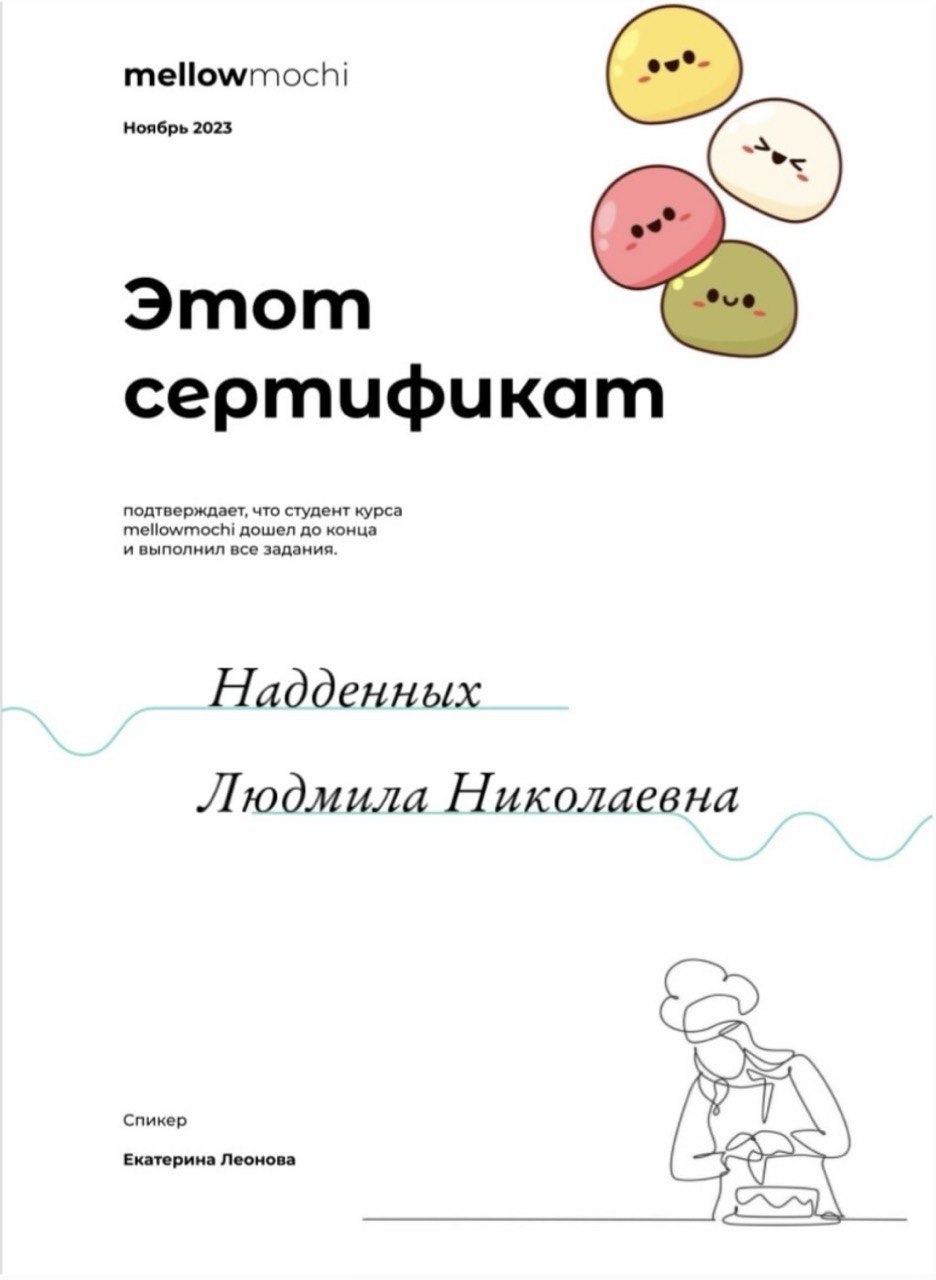 mellowmochi
Ноябрь 2023
Этот
сертификат
подтверждает, что студент курса
mellowmochi дошел до конца
и выполнил все задания.
Надденных
Людмила Николаевна
Спикер
Екатерина Леонова